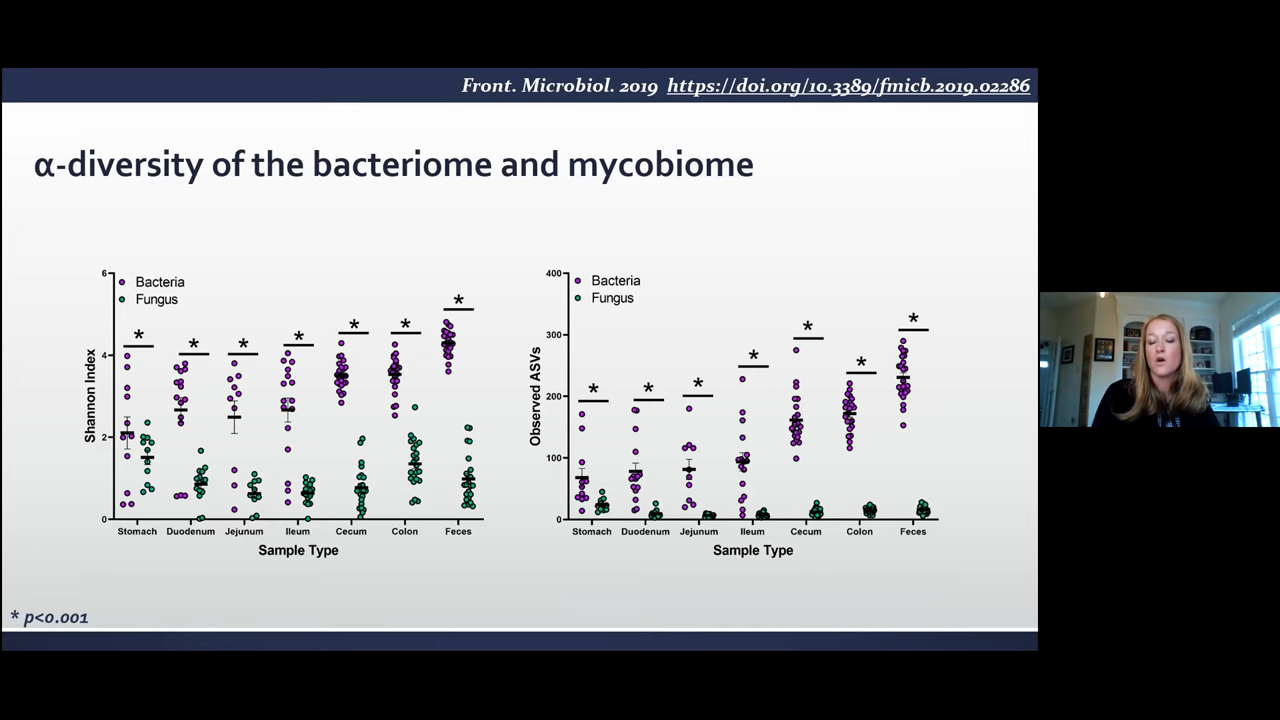 Front. Microbiol. 2019 https://doi.org/10.3389/fmicb.2019.02286
α-diversity of the bacteriome and mycobiome
6
4
2
0
Shannon Index
Bacteria
Fungus
*
*
*
*
*
*
*
Stomach Duodenum Jejunum Ileum Cecum Colon Feces
Sample Type
400
300
200
100
0
Observed ASVs
Bacteria
Fungus
*
*
*
*
*
*
*
Stomach Duodenum Jejunum Ileum Cecum Colon Feces
Sample Type
* p<0.001